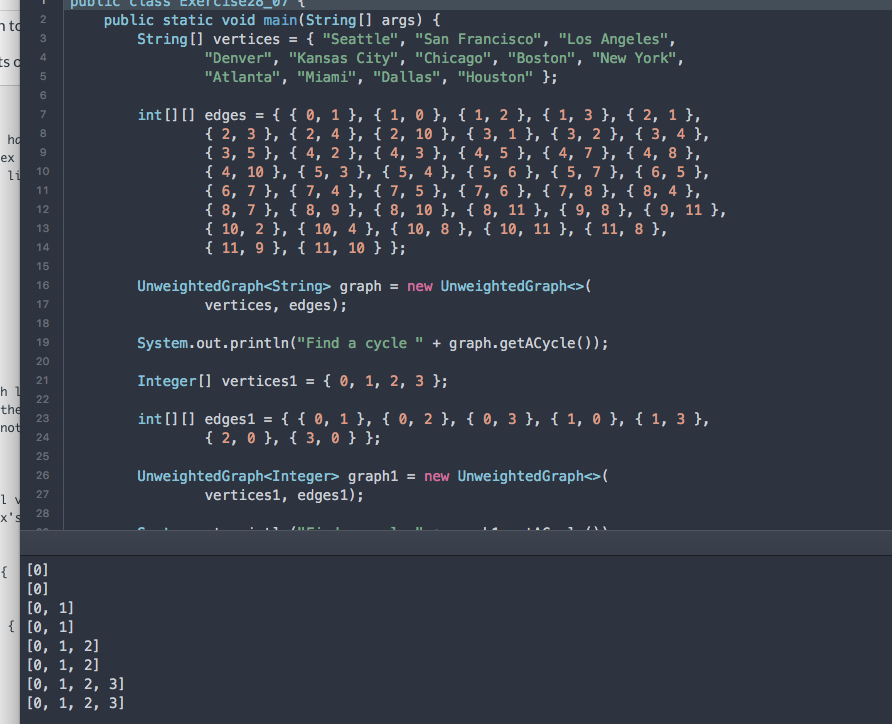 public class Exercise28_07 {
2 public static void main(String[] args) {
3 String[] vertices = { "Seattle", "San Francisco", "Los Angeles",
4 "Denver", "Kansas City", "Chicago", "Boston", "New York",
5 "Atlanta", "Miami", "Dallas", "Houston" };
6
7 int[][] edges = { { 0, 1 }, { 1, 0 }, { 1, 2 }, { 1, 3 }, { 2, 1 },
8 { 2, 3 }, { 2, 4 }, { 2, 10 }, { 3, 1 }, { 3, 2 }, { 3, 4 },
9 { 3, 5 }, { 4, 2 }, { 4, 3 }, { 4, 5 }, { 4, 7 }, { 4, 8 },
10 { 4, 10 }, { 5, 3 }, { 5, 4 }, { 5, 6 }, { 5, 7 }, { 6, 5 },
11 { 6, 7 }, { 7, 4 }, { 7, 5 }, { 7, 6 }, { 7, 8 }, { 8, 4 },
12 { 8, 7 }, { 8, 9 }, { 8, 10 }, { 8, 11 }, { 9, 8 }, { 9, 11 },
13 { 10, 2 }, { 10, 4 }, { 10, 8 }, { 10, 11 }, { 11, 8 },
14 { 11, 9 }, { 11, 10 } };
15
16 UnweightedGraph<String> graph = new UnweightedGraph<>(
17 vertices, edges);
18
19 System.out.println("Find a cycle " + graph.getACycle());
20
21 Integer[] vertices1 = { 0, 1, 2, 3 };
22
23 int[][] edges1 = { { 0, 1 }, { 0, 2 }, { 0, 3 }, { 1, 0 }, { 1, 3 },
24 { 2, 0 }, { 3, 0 } };
25
26 UnweightedGraph<Integer> graph1 = new UnweightedGraph<>(
27 vertices1, edges1);
28
[0]
[0]
[0, 1]
[0, 1]
[0, 1, 2]
[0, 1, 2]
[0, 1, 2, 3]
[0, 1, 2, 3]